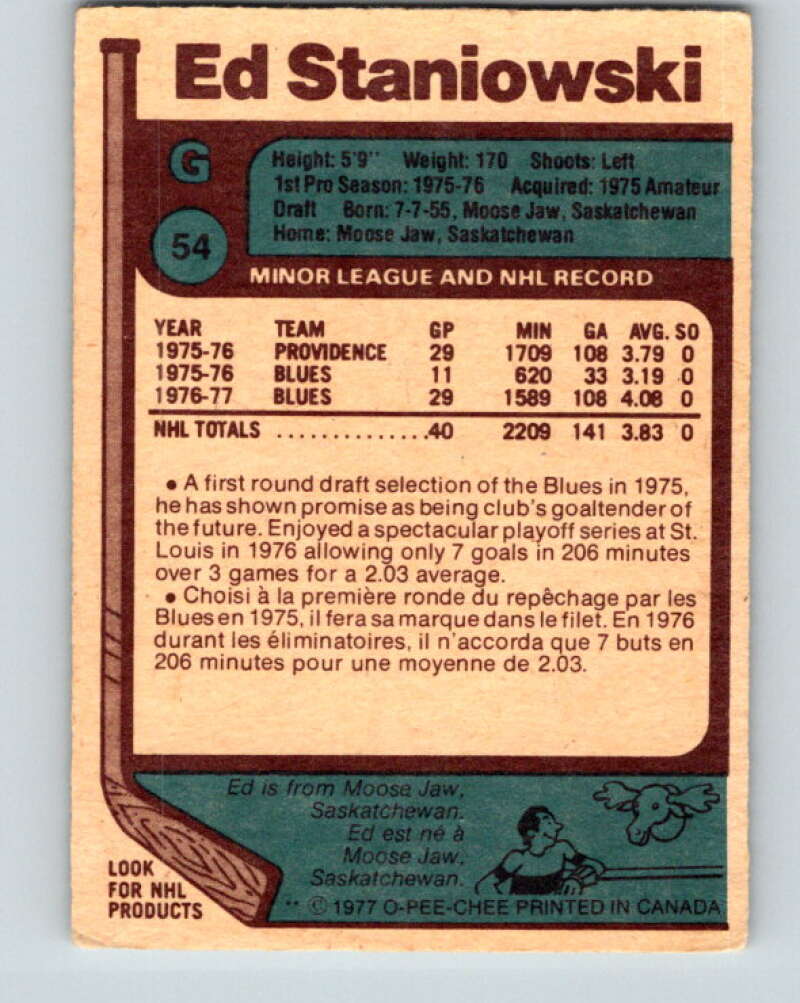 Ed Staniowski
G
Height: 5'9" Weight: 170 Shoots: Left
1st Pro Season: 1975-76 Acquired: 1975 Amateur
Draft Born: 7-7-55, Moose Jaw, Saskatchewan
Home: Moose Jaw, Saskatchewan
54
MINOR LEAGUE AND NHL RECORD
YEAR TEAM GP MIN GA AVG. SO
1975-76 PROVIDENCE 29 1709 108 3.79 0
1975-76 BLUES 11 620 33 3.19 0
1976-77 BLUES 29 1589 108 4.08 0
NHL TOTALS ...............40 2209 141 3.83 0
• A first round draft selection of the Blues in 1975,
he has shown promise as being club's goaltender of
the future. Enjoyed a spectacular playoff series at St.
Louis in 1976 allowing only 7 goals in 206 minutes
over 3 games for a 2.03 average.
• Choisi à la première ronde du repêchage par les
Blues en 1975, il fera sa marque dans le filet. En 1976
durant les éliminatoires, il n'accorda que 7 buts en
206 minutes pour une moyenne de 2.03.
Ed is from Moose Jaw,
Saskatchewan.
Ed est né à
Moose Jaw,
Saskatchewan.
LOOK
FOR NHL
PRODUCTS
** © 1977 O-PEE-CHEE PRINTED IN CANADA